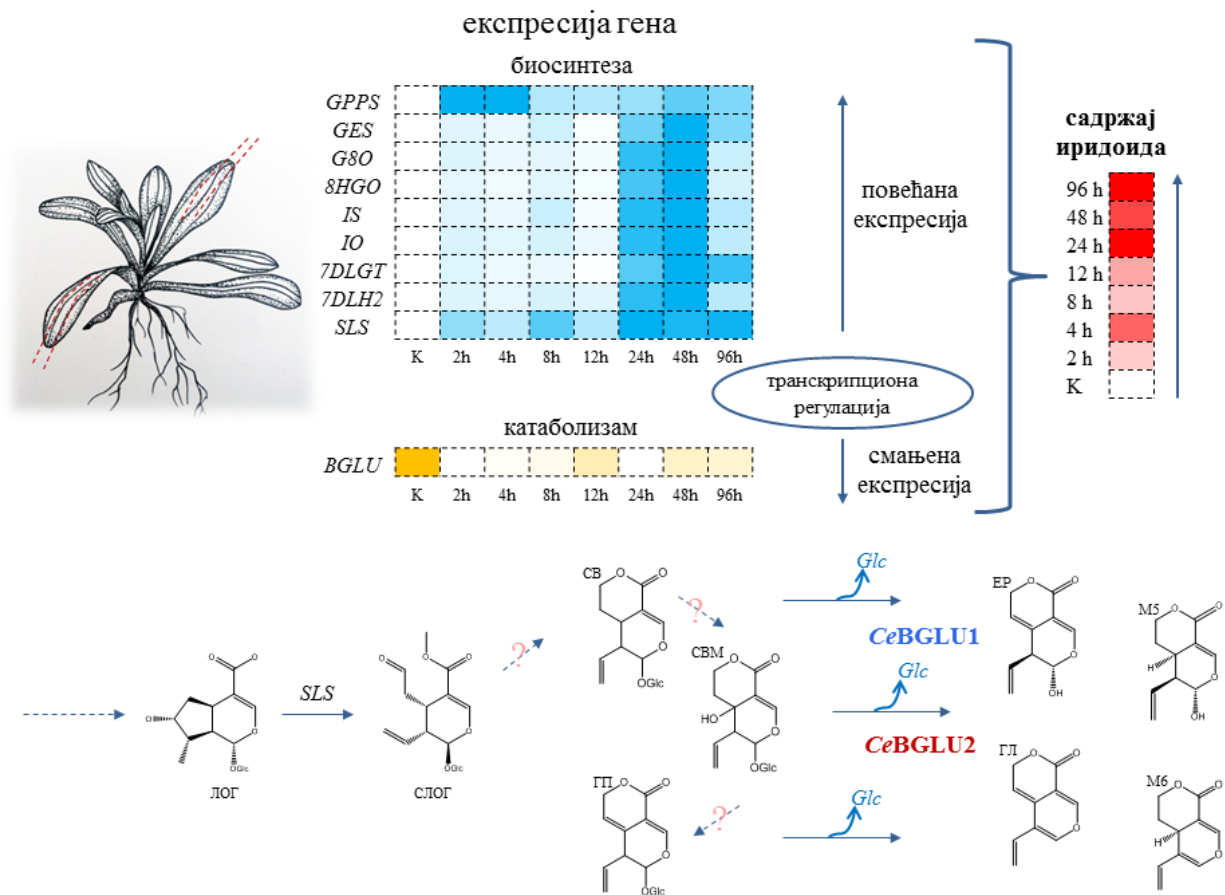 експресија гена
биосинтеза
GPPS
GES
G8O
8HGO
IS
IO
7DLGT
7DLH2
SLS
K 2h 4h 8h 12h 24h 48h 96h
повећана
експресија
транскрипциона
регулација
катаболизам
BGLU
K 2h 4h 8h 12h 24h 48h 96h
смањена
експресија
садржај
иридоида
96 h
48 h
24 h
12 h
8 h
4 h
2 h
K
O
O
O
O
OGlc
ЛОГ
SLS
O
O
O
O
OGlc
СЛОГ
?
СВ
O
O
O
OGlc
?
СВМ
O
O
HO
O
OGlc
ГП
O
O
O
OGlc
?
Glc
CeBGLU1
Glc
CeBGLU2
Glc
ЕР
O
O
O
OH
М5
O
O
H
O
OH
ГЛ
O
O
O
М6
O
O
H
O